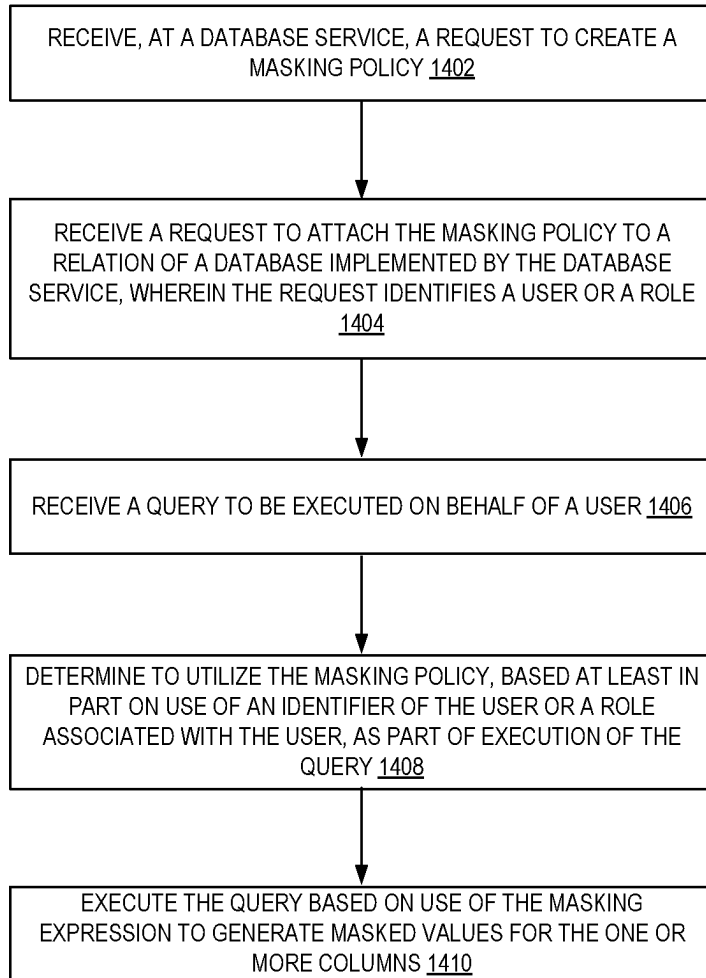 RECEIVE, AT A DATABASE SERVICE, A REQUEST TO CREATE A
MASKING POLICY 1402
RECEIVE A REQUEST TO ATTACH THE MASKING POLICY TO A
RELATION OF A DATABASE IMPLEMENTED BY THE DATABASE
SERVICE, WHEREIN THE REQUEST IDENTIFIES A USER OR A ROLE
1404
RECEIVE A QUERY TO BE EXECUTED ON BEHALF OF A USER 1406
DETERMINE TO UTILIZE THE MASKING POLICY, BASED AT LEAST IN
PART ON USE OF AN IDENTIFIER OF THE USER OR A ROLE
ASSOCIATED WITH THE USER, AS PART OF EXECUTION OF THE
QUERY 1408
EXECUTE THE QUERY BASED ON USE OF THE MASKING
EXPRESSION TO GENERATE MASKED VALUES FOR THE ONE OR
MORE COLUMNS 1410